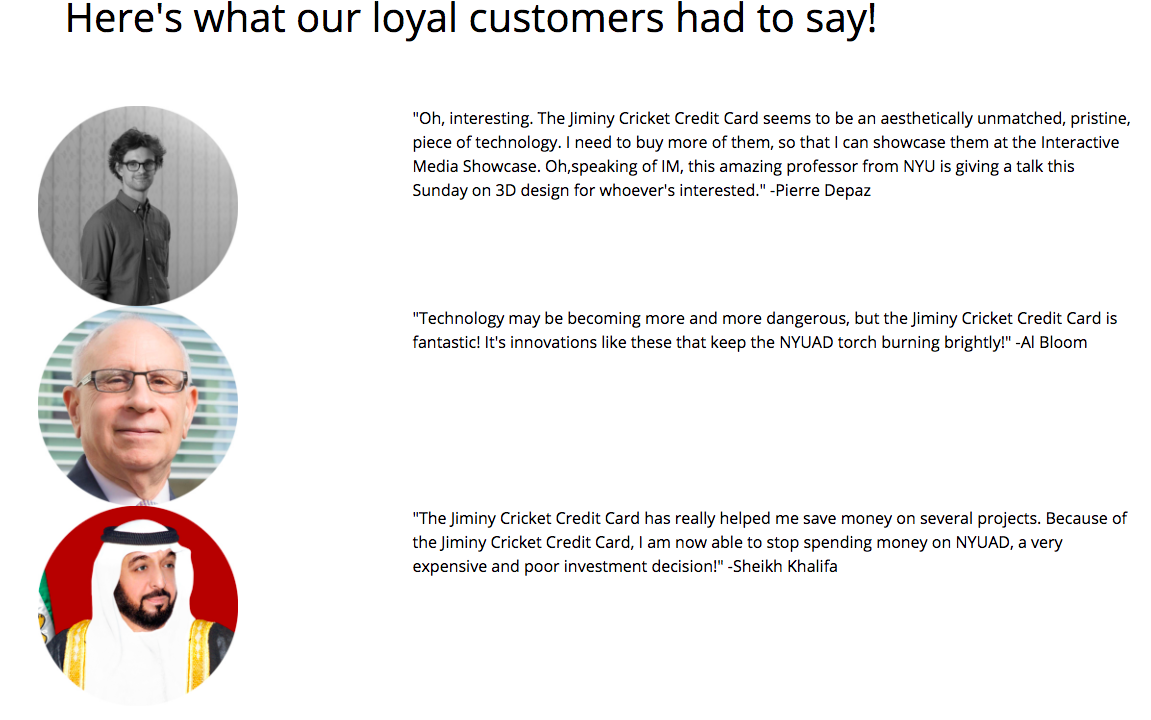 Here's what our loyal customers had to say!
"Oh, interesting. The Jiminy Cricket Credit Card seems to be an aesthetically unmatched, pristine,
piece of technology. I need to buy more of them, so that I can showcase them at the Interactive
Media Showcase. Oh,speaking of IM, this amazing professor from NYU is giving a talk this
Sunday on 3D design for whoever's interested." -Pierre Depaz
"Technology may be becoming more and more dangerous, but the Jiminy Cricket Credit Card is
fantastic! It's innovations like these that keep the NYUAD torch burning brightly!" -Al Bloom
"The Jiminy Cricket Credit Card has really helped me save money on several projects. Because of
the Jiminy Cricket Credit Card, I am now able to stop spending money on NYUAD, a very
expensive and poor investment decision!" -Sheikh Khalifa